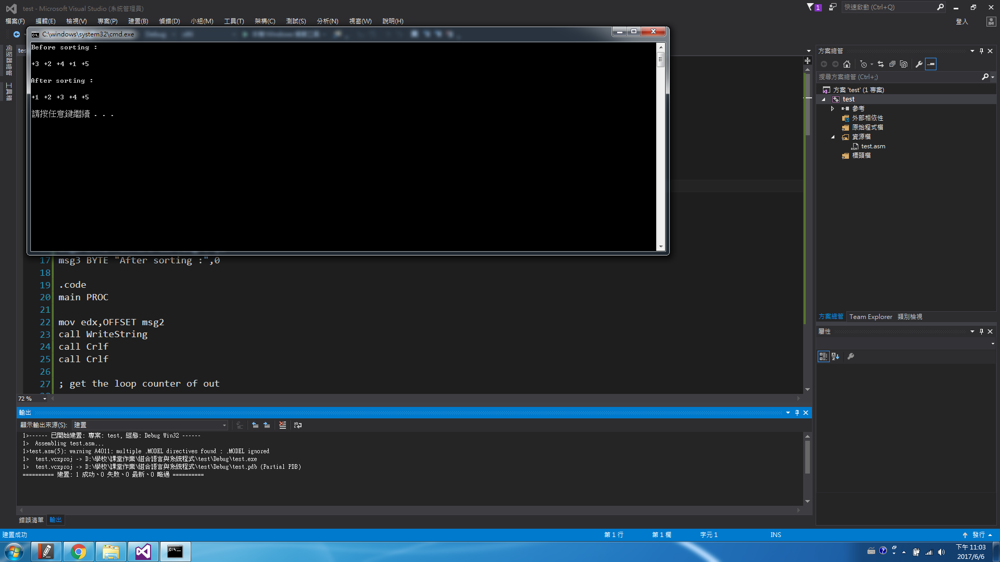 test - Microsoft Visual Studio (系統管理員)
1
快速啟動 (Ctrl+Q)
檔案(F) 編輯(E) 檢視(V) 專案(P) 建置(B) 偵錯(D) 小組(M) 工具(T) 架構(C) 測試(S) 分析(N) 視窗(W) 說明(H)
登入
C:\windows\system32\cmd.exe
Before sorting :
+3 +2 +4 +1 +5
After sorting :
+1 +2 +3 +4 +5
請按任意鍵繼續 . . .
伺服器總管
工具箱
tes
17 msg3 BYTE "After sorting :",0
18
19 .code
20 main PROC
21
22 mov edx,OFFSET msg2
23 call WriteString
24 call Crlf
25 call Crlf
26
27 ; get the loop counter of out
72 %
方案總管
搜尋方案總管 (Ctrl+;)
方案 'test' (1 專案)
test
參考
外部相依性
原始程式檔
資源檔
test.asm
標頭檔
方案總管 Team Explorer 類別檢視
屬性
輸出
顯示輸出來源(S): 建置
1>------ 已開始建置: 專案: test, 組態: Debug Win32 ------
1>  Assembling test.asm...
1>test.asm(5): warning A4011: multiple .MODEL directives found : .MODEL ignored
1>  test.vcxproj -> D:\學校\課堂作業\組合語言與系統程式\test\Debug\test.exe
1>  test.vcxproj -> D:\學校\課堂作業\組合語言與系統程式\test\Debug\test.pdb (Partial PDB)
========== 建置: 1 成功、0 失敗、0 最新、0 略過 ==========
錯誤清單 輸出
建置成功 第 1 行 第 1 欄 字元 1 INS 發行
下午 11:03
2017/6/6